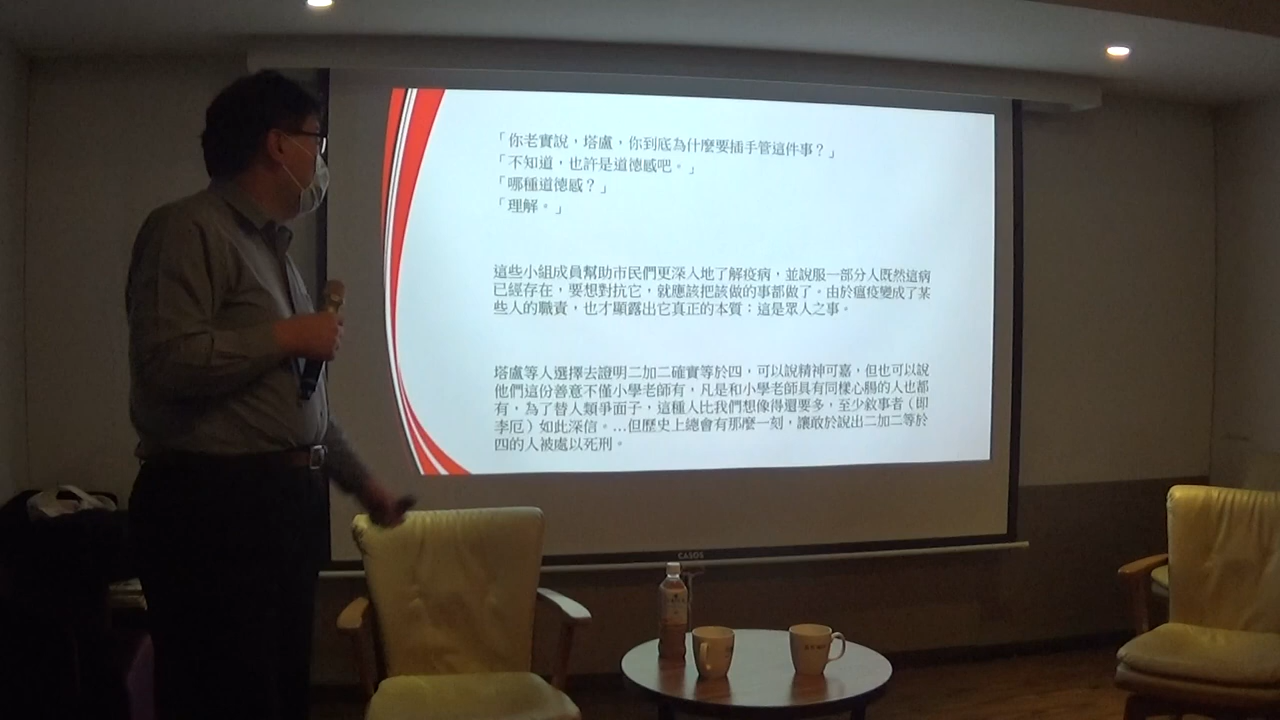 「你老實說，塔盧，你到底為什麼要插手管這件事？」
「不知道，也許是道德感吧。」
「哪種道德感？」
「理解。」
這些小組成員幫助市民們更深入地了解疫病，並說服一部分人既然這病
已經存在，要想對抗它，就應該把該做的事都做了。由於瘟疫變成了某
些人的職責，也才顯露出它真正的本質：這是眾人之事。
塔盧等人選擇去證明二加二確實等於四，可以說精神可嘉，但也可以說
他們這份善意不僅小學老師有，凡是和小學老師具有同樣心腸的人也都
有，為了替人類爭面子，這種人比我們想像得還要多，至少敘事者（即
李厄）如此深信。…但歷史上總會有那麼一刻，讓敢於說出二加二等於
四的人被處以死刑。
CASOS